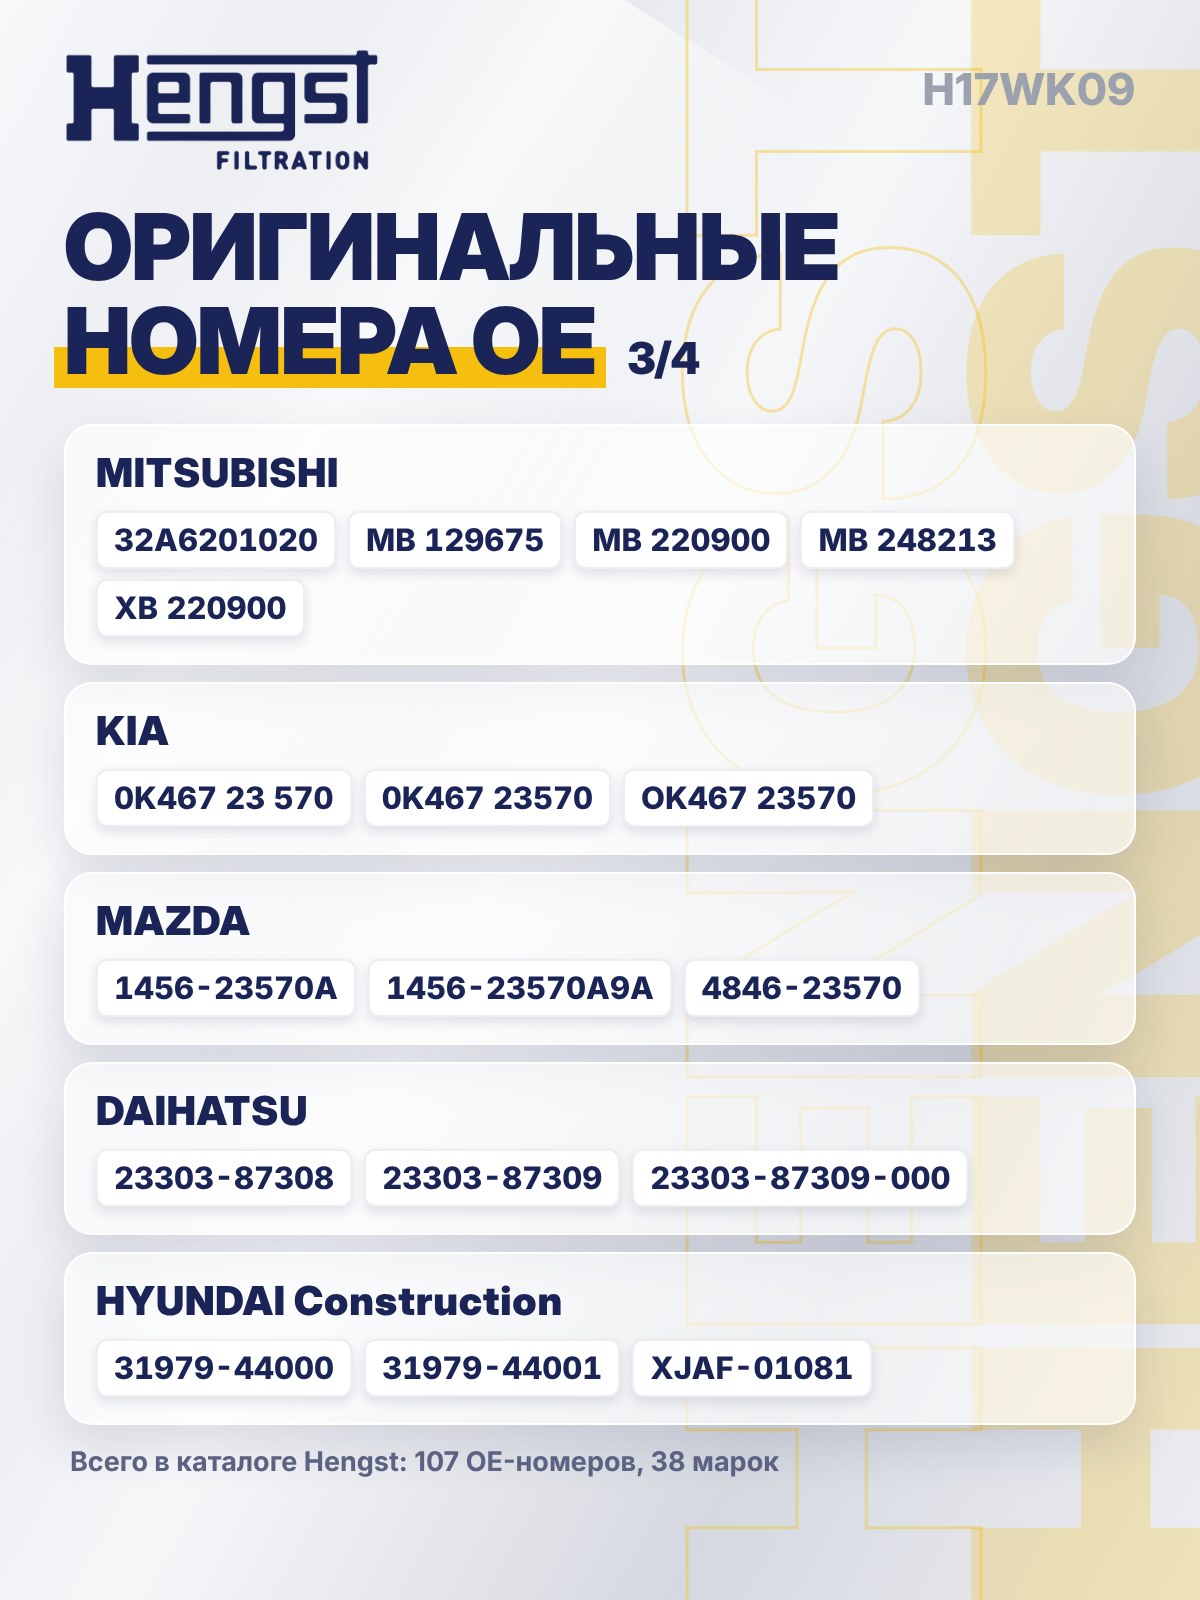 Hengst
FILTRATION
H17WK09
ОРИГИНАЛЬНЫЕ
НОМЕРА ОЕ 3/4
MITSUBISHI
32A6201020 MB 129675 MB 220900 MB 248213
XB 220900
KIA
0K467 23 570 0K467 23570 OK467 23570
MAZDA
1456-23570A 1456-23570A9A 4846-23570
DAIHATSU
23303-87308 23303-87309 23303-87309-000
HYUNDAI Construction
31979-44000 31979-44001 XJAF-01081
Всего в каталоге Hengst: 107 OE-номеров, 38 марок
HENGST
HENGST